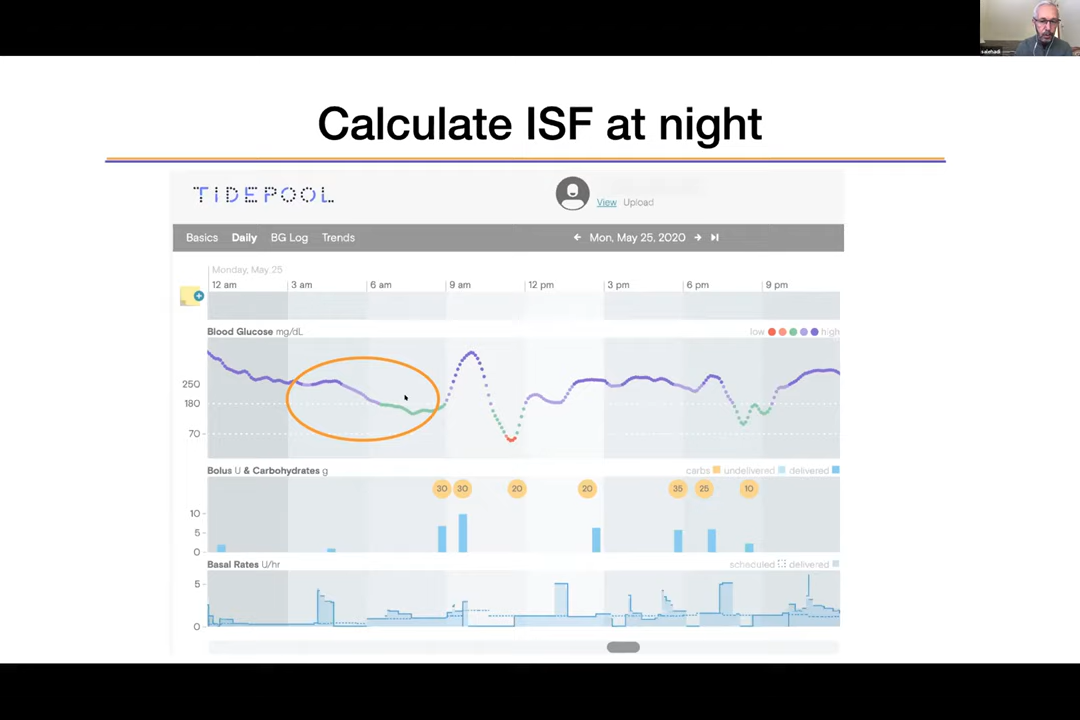 Calculate ISF at night
TIDEPOOL
View Upload
Basics Daily BG Log Trends
Mon, May 25, 2020
Monday, May 25
12 am 3 am 6 am 9 am 12 pm 3 pm 6 pm 9 pm
Blood Glucose mg/dL
low high
250
180
70
Bolus U & Carbohydrates g
carbs undelivered delivered
30 30 20 20 35 25 10
10
5
0
Basal Rates U/hr
scheduled delivered
5
0